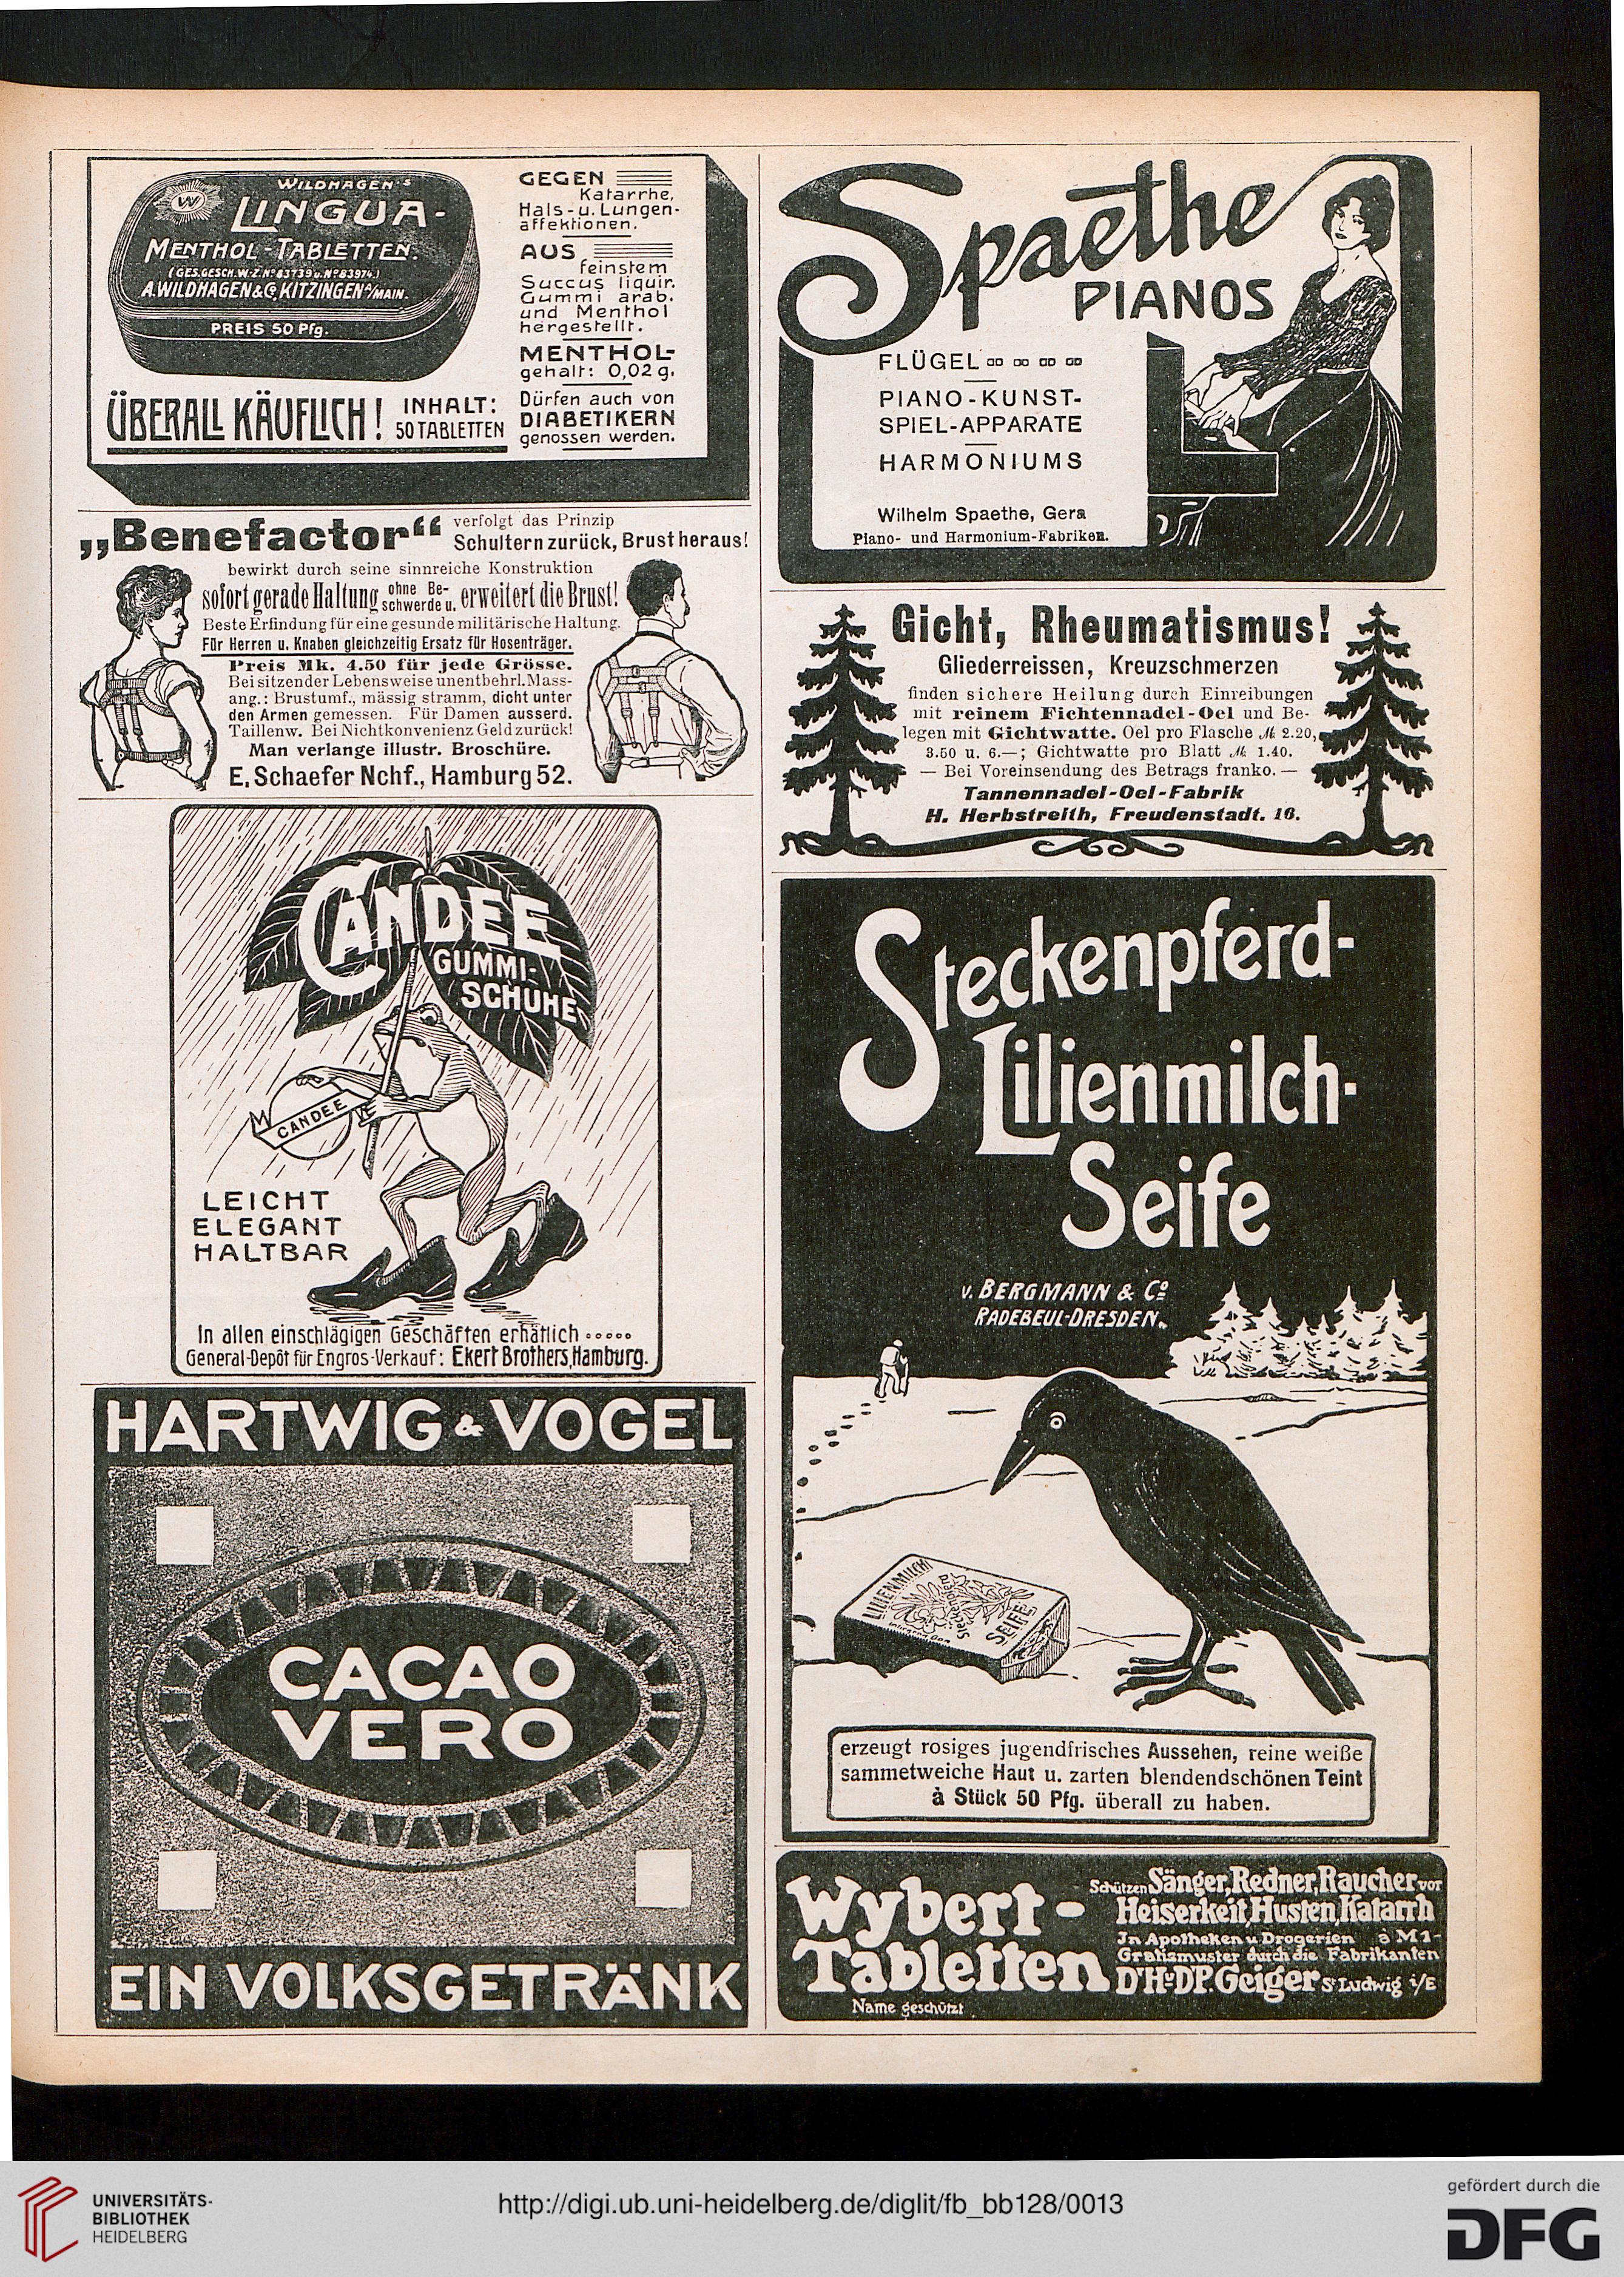 WILDHAGEN'S
W
LINGUA-
MENTHOL-TABLETTEN.
(GES.GESCH.W.Z.Nº83739u.Nº83974.)
A.WILDHAGEN & Cº, KITZINGEN A/MAIN.
PREIS 50 Pfg.
ÜBERALL KÄUFLICH!
INHALT:
50 TABLETTEN
GEGEN
Katarrhe,
Hals- u. Lungen-
affektionen.
AUS
feinstem
Succus liquir.
Gummi arab.
und Menthol
hergestellt.
MENTHOL-
gehalt: 0,02 g.
Dürfen auch von
DIABETIKERN
genossen werden.
„Benefactor“ verfolgt das Prinzip
Schultern zurück, Brust heraus!
bewirkt durch seine sinnreiche Konstruktion
sofort gerade Haltung ohne Be-
schwerde u. erweitert die Brust!
Beste Erfindung für eine gesunde militärische Haltung.
Für Herren u. Knaben gleichzeitig Ersatz für Hosenträger.
Preis Mk. 4.50 für jede Grösse.
Bei sitzender Lebensweise unentbehrl. Mass-
ang.: Brustumf., mässig stramm, dicht unter
den Armen gemessen. Für Damen ausserd.
Taillenw. Bei Nichtkonvenienz Geld zurück!
Man verlange illustr. Broschüre.
E. Schaefer Nchf., Hamburg 52.
CANDEE
GUMMI-
SCHUHE
CANDEE
LEICHT
ELEGANT
HALTBAR
In allen einschlägigen Geschäften erhätlich
General-Depôt für Engros-Verkauf: Ekert Brothers, Hamburg.
HARTWIG & VOGEL
CACAO
VERO
EIN VOLKSGETRÄNK
Spaethe
PIANOS
FLÜGEL
PIANO-KUNST-
SPIEL-APPARATE
HARMONIUMS
Wilhelm Spaethe, Gera
Piano- und Harmonium-Fabriken.
Gicht, Rheumatismus!
Gliederreissen, Kreuzschmerzen
finden sichere Heilung durch Einreibungen
mit reinem Fichtennadel-Oel und Be-
legen mit Gichtwatte. Oel pro Flasche ℳ 2.20,
3.50 u. 6.—; Gichtwatte pro Blatt ℳ 1.40.
— Bei Voreinsendung des Betrags franko. —
Tannennadel-Oel-Fabrik
H. Herbstreith, Freudenstadt. 16.
Steckenpferd-
Lilienmilch-
Seife
v. BERGMANN & Cº
RADEBEUL-DRESDEN.
LILIENMILCH
Steckenpferd
SEIFE
erzeugt rosiges jugendfrisches Aussehen, reine weiße
sammetweiche Haut u. zarten blendendschönen Teint
à Stück 50 Pfg. überall zu haben.
Wybert-
Tabletten
Name geschützt
Schützen Sänger, Redner, Raucher vor
Heiserkeit, Husten, Katarrh
In Apotheken u Drogerien à M 1-
Gratismuster durch die Fabrikanten
Dr H & D P. Geiger St Ludwig i/E
UNIVERSITÄTS-
BIBLIOTHEK
HEIDELBERG
http://digi.ub.uni-heidelberg.de/diglit/fb_bb128/0013
gefördert durch die
DFG